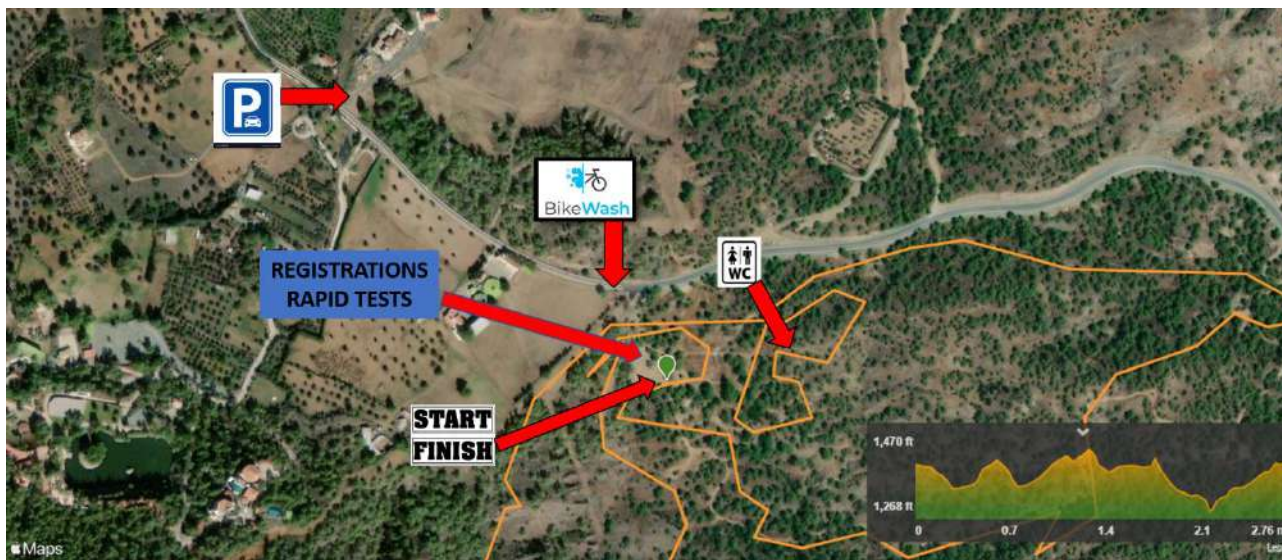 P
BikeWash
WC
REGISTRATIONS
RAPID TESTS
START
FINISH
1,470 ft
1,268 ft
0
0.7
1.4
2.1
2.76
Maps